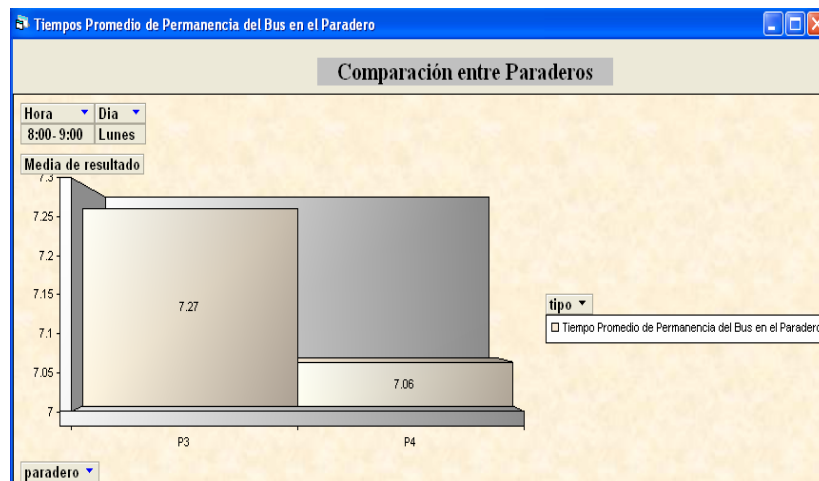 Tiempos Promedio de Permanencia del Bus en el Paradero
Comparación entre Paraderos
Hora Dia
8:00-9:00 Lunes
Media de resultado
7.3
7.25
7.2
7.15
7.1
7.05
7
7.27
7.06
P3 P4
tipo
Tiempo Promedio de Permanencia del Bus en el Paradero
paradero